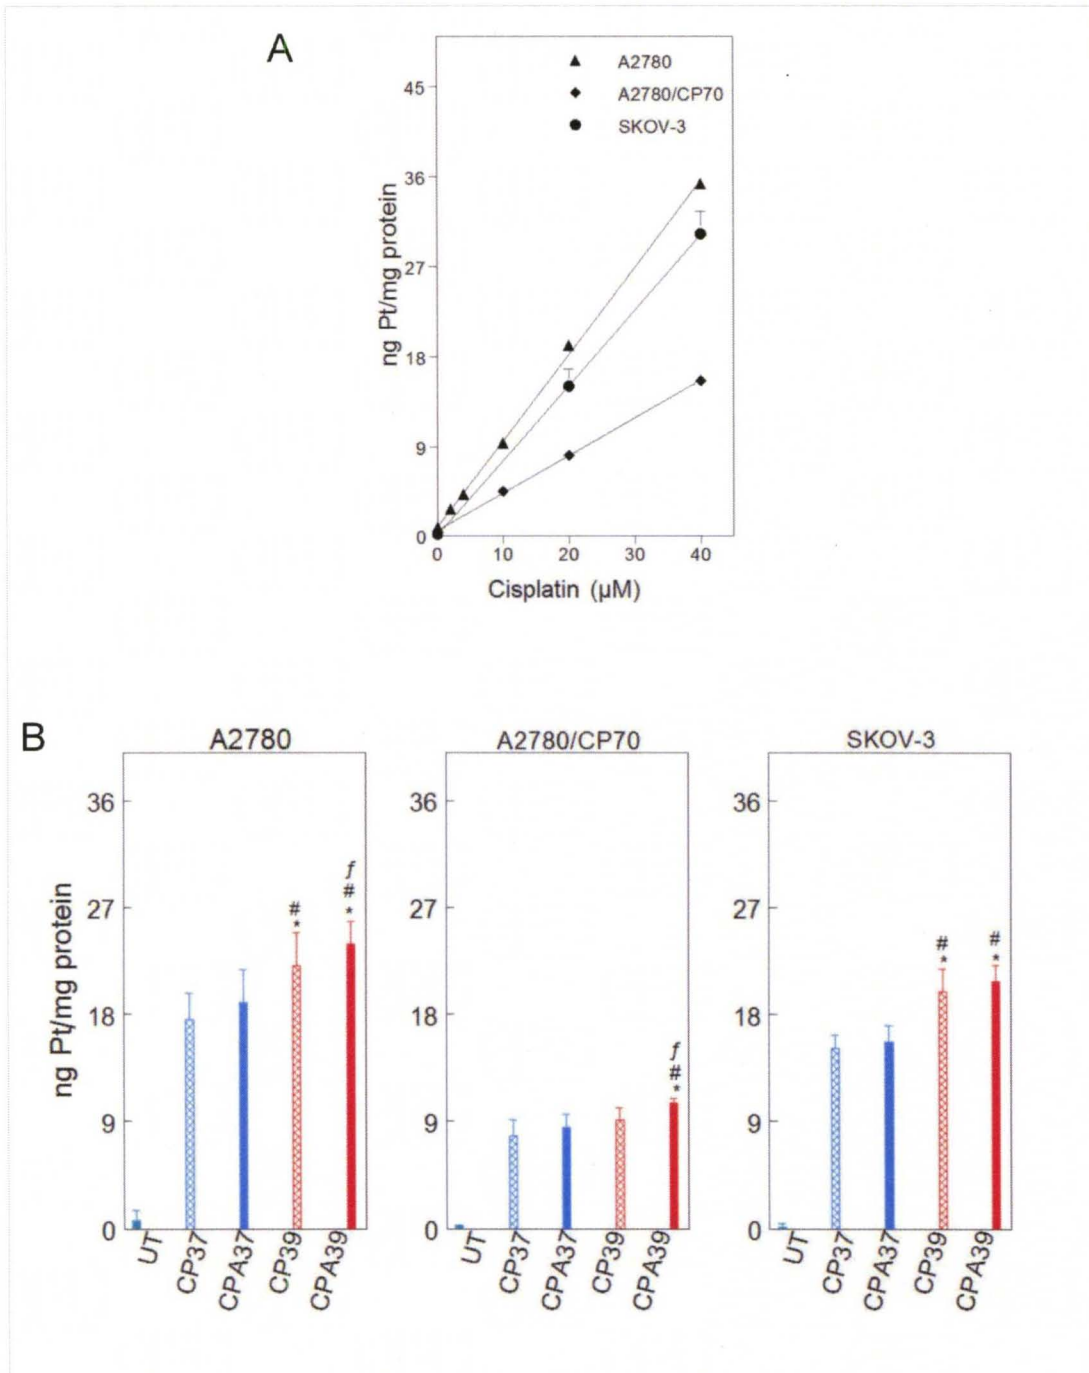 A
A2780
A2780/CP70
SKOV-3
45
36
27
18
9
0
ng Pt/mg protein
0 10 20 30 40
Cisplatin (µM)
B
A2780
36
27
18
9
0
ng Pt/mg protein
#
*
ƒ
#
*
UT CP37 CPA37 CP39 CPA39
A2780/CP70
36
27
18
9
0
ƒ
#
*
UT CP37 CPA37 CP39 CPA39
SKOV-3
36
27
18
9
0
#
*
#
*
UT CP37 CPA37 CP39 CPA39